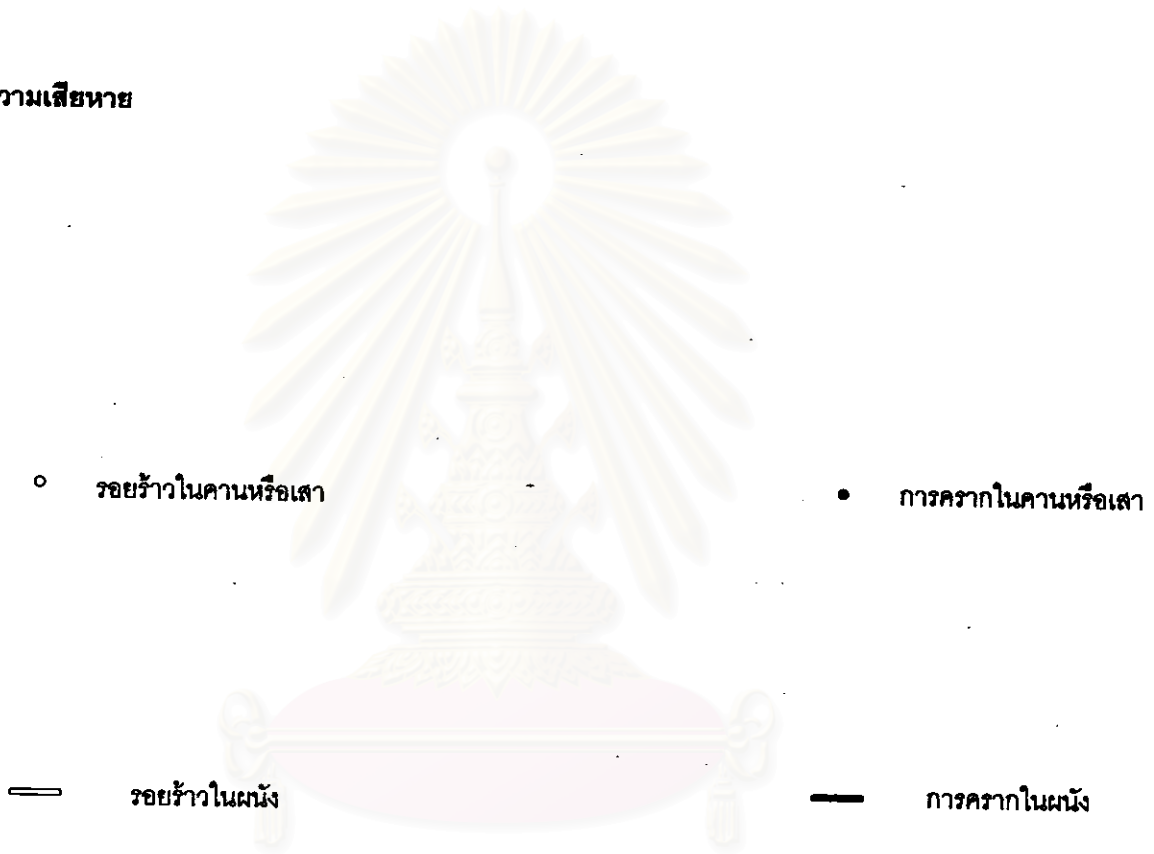 วามเสียหาย
รอยร้าวในคานหรือเสา
การครากในคานหรือเสา
รอยร้าวในผนัง
การครากในผนัง